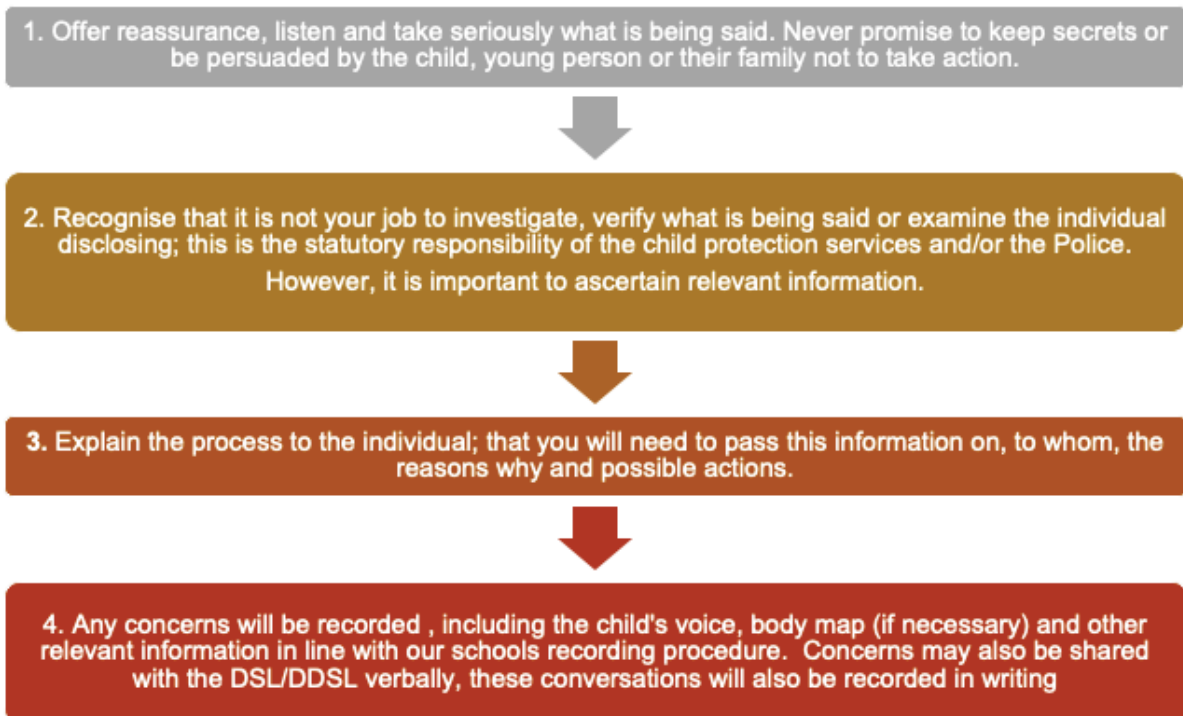 1. Offer reassurance, listen and take seriously what is being said. Never promise to keep secrets or
be persuaded by the child, young person or their family not to take action.
2. Recognise that it is not your job to investigate, verify what is being said or examine the individual
disclosing; this is the statutory responsibility of the child protection services and/or the Police.
However, it is important to ascertain relevant information.
3. Explain the process to the individual; that you will need to pass this information on, to whom, the
reasons why and possible actions.
4. Any concerns will be recorded , including the child's voice, body map (if necessary) and other
relevant information in line with our schools recording procedure.  Concerns may also be shared
with the DSL/DDSL verbally, these conversations will also be recorded in writing